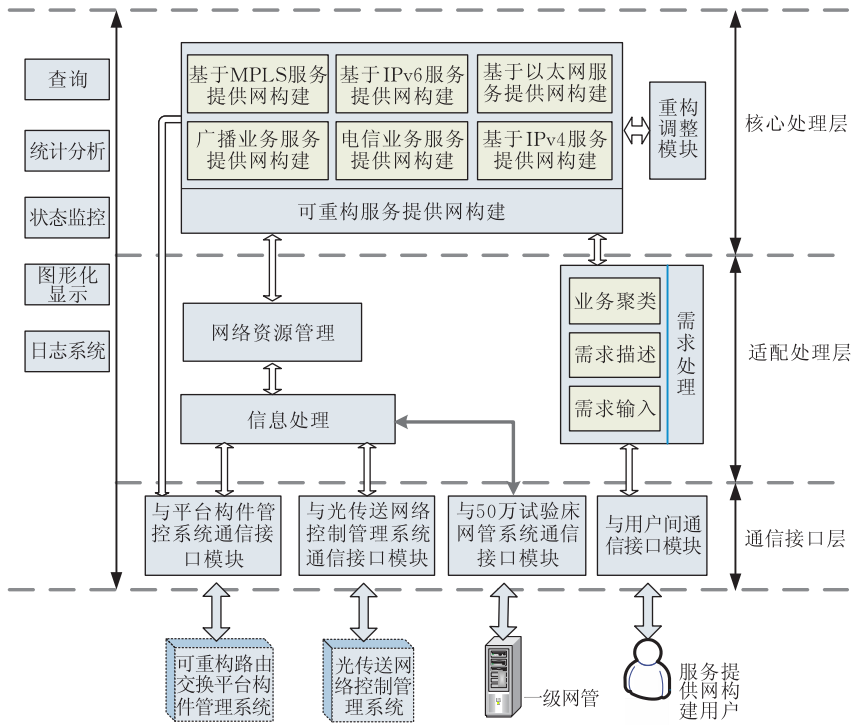 查询
统计分析
状态监控
图形化
显示
日志系统
基于MPLS服务
提供网构建
基于IPv6服务
提供网构建
基于以太网服
务提供网构建
广播业务服务
提供网构建
电信业务服务
提供网构建
基于IPv4服务
提供网构建
可重构服务提供网构建
重构
调整
模块
核心处理层
网络资源管理
信息处理
业务聚类
需求描述
需求输入
需求处理
适配处理层
与平台构件管
控系统通信接
口模块
与光传送网络
控制管理系统
通信接口模块
与50万试验床
网管系统通信
接口模块
与用户间通
信接口模块
通信接口层
可重构路由
交换平台构
件管理系统
光传送网
络控制管
理系统
一级网管
服务提
供网构
建用户